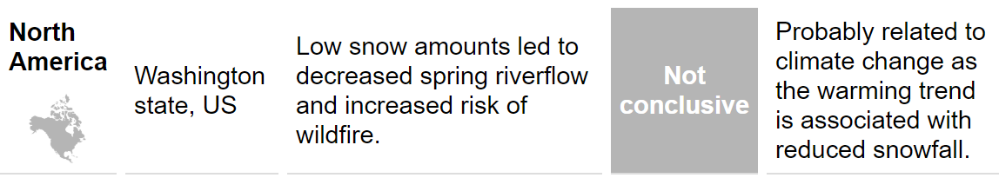 North
America
Washington
state, US
Low snow amounts led to
decreased spring riverflow
and increased risk of
wildfire.
Not
conclusive
Probably related to
climate change as
the warming trend
is associated with
reduced snowfall.